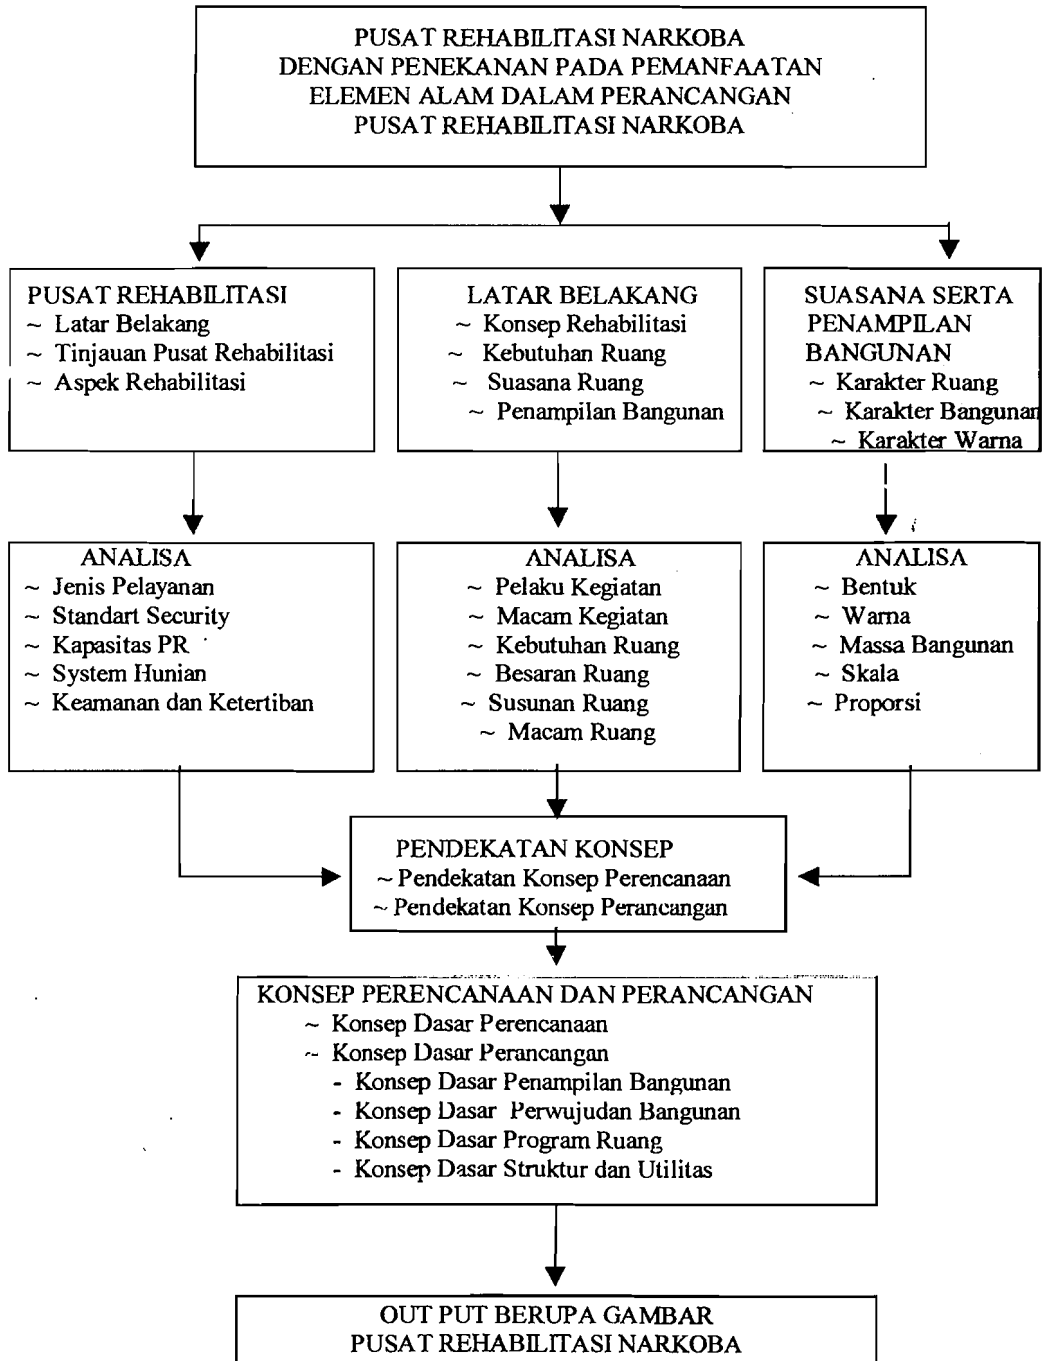 PUSAT REHABILITASI NARKOBA
DENGAN PENEKANAN PADA PEMANFAATAN
ELEMEN ALAM DALAM PERANCANGAN
PUSAT REHABILITASI NARKOBA
PUSAT REHABILITASI
~ Latar Belakang
~ Tinjauan Pusat Rehabilitasi
~ Aspek Rehabilitasi
LATAR BELAKANG
~ Konsep Rehabilitasi
~ Kebutuhan Ruang
~ Suasana Ruang
~ Penampilan Bangunan
SUASANA SERTA
PENAMPILAN
BANGUNAN
~ Karakter Ruang
~ Karakter Bangunan
~ Karakter Warna
ANALISA
~ Jenis Pelayanan
~ Standart Security
~ Kapasitas PR
~ System Hunian
~ Keamanan dan Ketertiban
ANALISA
~ Pelaku Kegiatan
~ Macam Kegiatan
~ Kebutuhan Ruang
~ Besaran Ruang
~ Susunan Ruang
~ Macam Ruang
ANALISA
~ Bentuk
~ Warna
~ Massa Bangunan
~ Skala
~ Proporsi
PENDEKATAN KONSEP
~ Pendekatan Konsep Perencanaan
~ Pendekatan Konsep Perancangan
KONSEP PERENCANAAN DAN PERANCANGAN
~ Konsep Dasar Perencanaan
~ Konsep Dasar Perancangan
- Konsep Dasar Penampilan Bangunan
- Konsep Dasar Perwujudan Bangunan
- Konsep Dasar Program Ruang
- Konsep Dasar Struktur dan Utilitas
OUT PUT BERUPA GAMBAR
PUSAT REHABILITASI NARKOBA